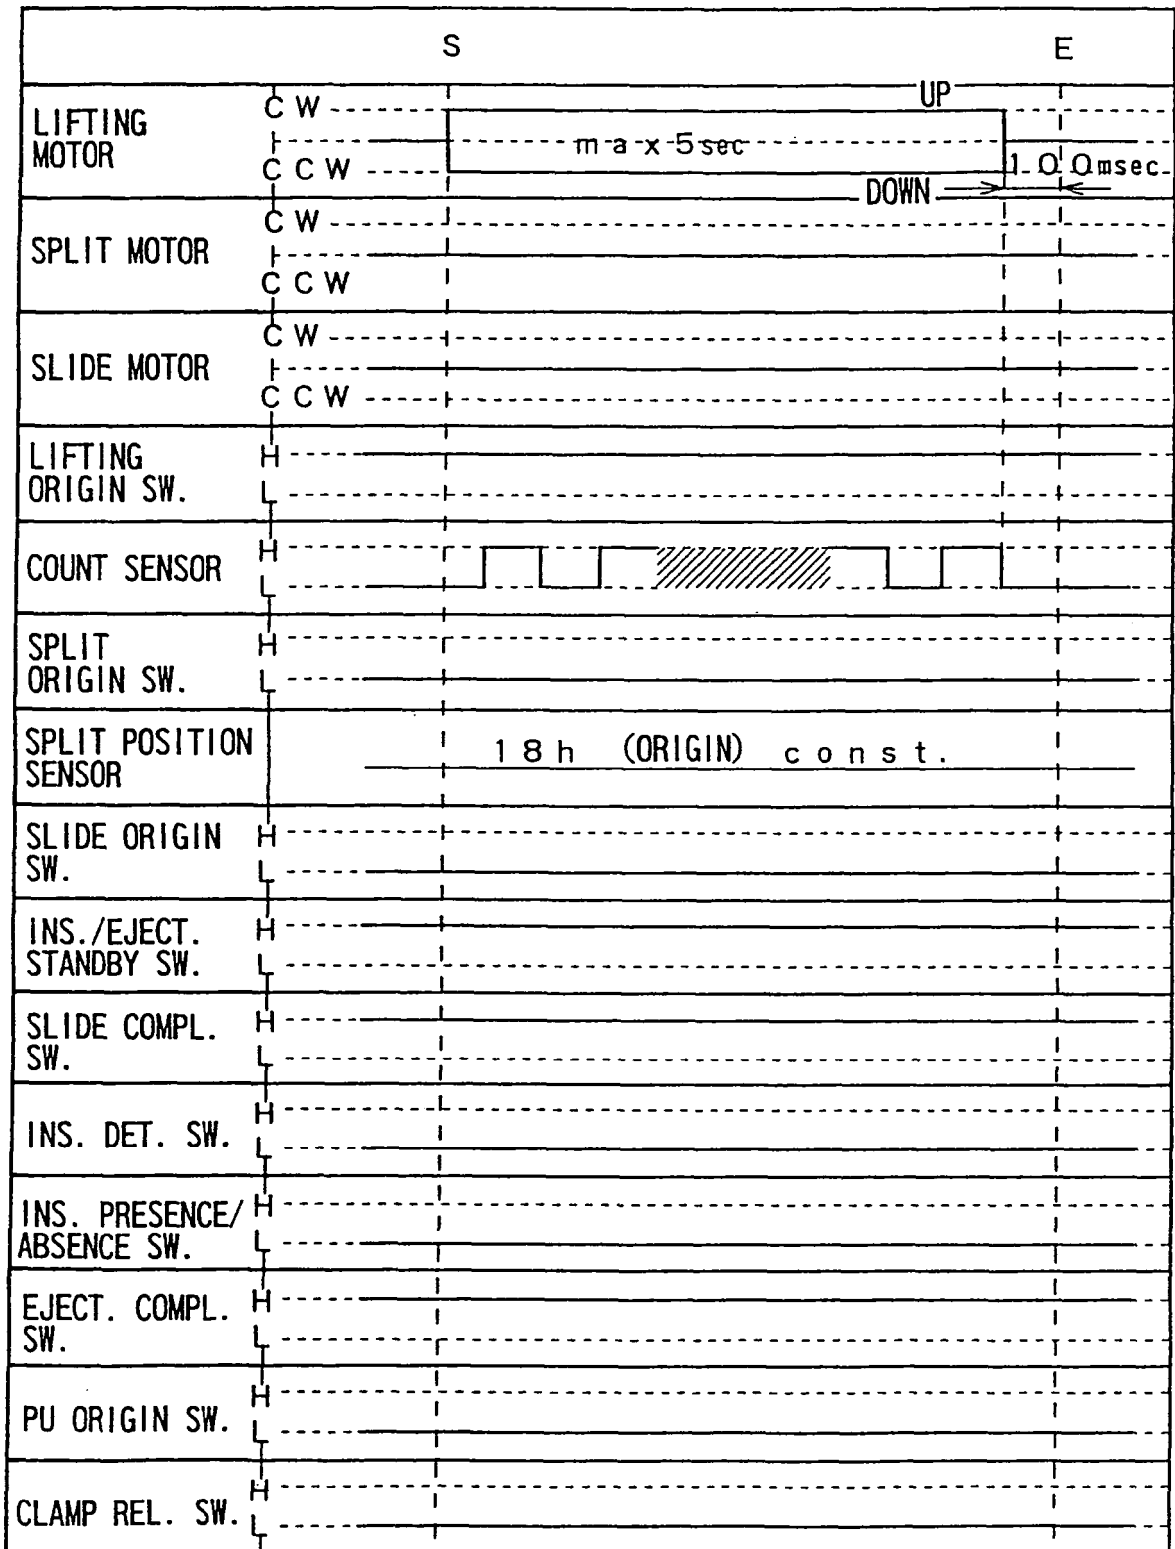 S E
LIFTING
MOTOR
CW
CCW
UP
max 5sec
100msec
DOWN
SPLIT MOTOR
CW
CCW
SLIDE MOTOR
CW
CCW
LIFTING
ORIGIN SW.
H
L
COUNT SENSOR
H
L
SPLIT
ORIGIN SW.
H
L
SPLIT POSITION
SENSOR
18h (ORIGIN) const.
SLIDE ORIGIN
SW.
H
L
INS./EJECT.
STANDBY SW.
H
L
SLIDE COMPL.
SW.
H
L
INS. DET. SW.
H
L
INS. PRESENCE/
ABSENCE SW.
H
L
EJECT. COMPL.
SW.
H
L
PU ORIGIN SW.
H
L
CLAMP REL. SW.
H
L